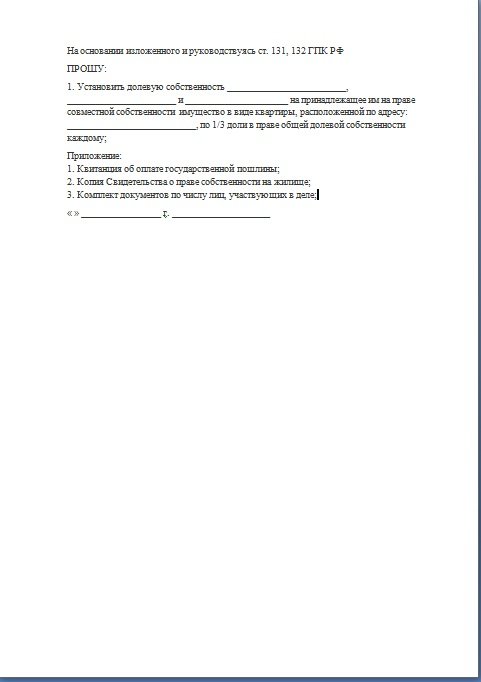 На основании изложенного и руководствуясь ст. 131, 132 ГПК РФ
ПРОШУ:
1. Установить долевую собственность ________________________,
______________________ и _____________________ на принадлежащее им на праве
совместной собственности имущество в виде квартиры, расположенной по адресу:
__________________________, по 1/3 доли в праве общей долевой собственности
каждому;
Приложение:
1. Квитанция об оплате государственной пошлины;
2. Копия Свидетельства о праве собственности на жилище;
3. Комплект документов по числу лиц, участвующих в деле;
« » ________________ г. ____________________